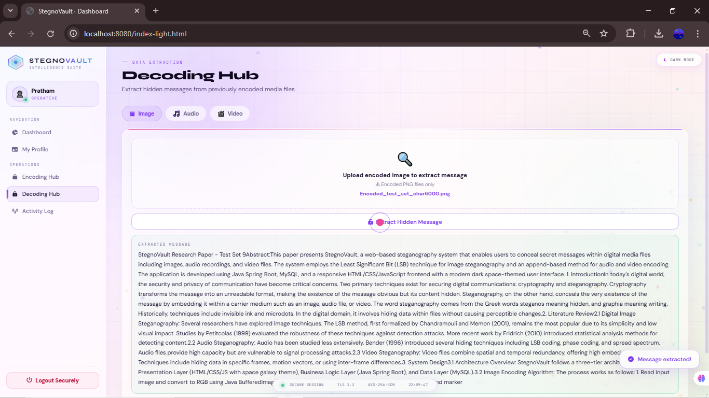 StegnoVault - Dashboard
localhost:8080/index-light.html
STEGNOVAULT
INTELLIGENCE SUITE
Pratham
OPERATIVE
NAVIGATION
Dashboard
My Profile
OPERATIONS
Encoding Hub
Decoding Hub
Activity Log
Logout Securely
DARK MODE
DATA EXTRACTION
Decoding Hub
Extract hidden messages from previously encoded media files.
Image
Audio
Video
Upload encoded image to extract message
Encoded PNG files only
Encoded_test_set_char5000.png
Extract Hidden Message
EXTRACTED MESSAGE
StegnoVault Research Paper - Test Set 9AbstractThis paper presents StegnoVault, a web-based steganography system that enables users to conceal secret messages within digital media files
including images, audio recordings, and video files. The system employs the Least Significant Bit (LSB) technique for image steganography and an append-based method for audio and video encoding.
The application is developed using Java Spring Boot, MySQL, and a responsive HTML/CSS/JavaScript frontend with a modern dark space-themed user interface. 1. IntroductionIn today's digital world,
the security and privacy of communication have become critical concerns. Two primary techniques exist for securing digital communications: cryptography and steganography. Cryptography
transforms the message into an unreadable format, making the existence of the message obvious but its content hidden. Steganography, on the other hand, conceals the very existence of the
message by embedding it within a carrier medium such as an image, audio file, or video. The word steganography comes from the Greek words steganos meaning hidden, and graphein meaning writing.
Historically, techniques include invisible ink and microdots. In the digital domain, it involves hiding data within files without causing perceptible changes.2. Literature Review2.1 Digital Image
Steganography: Several researchers have explored image techniques. The LSB method, first formalized by Chandramouli and Memon (2001), remains the most popular due to its simplicity and low
visual impact. Studies by Petitcolas (1999) evaluated the robustness of these techniques against detection attacks. More recent work by Fridrich (2010) introduced statistical analysis methods for
detecting content.2.2 Audio Steganography: Audio has been studied less extensively. Bender (1996) introduced several hiding techniques including LSB coding, phase coding, and spread spectrum.
Audio files provide high capacity but are vulnerable to signal processing attacks.2.3 Video Steganography: Video files combine spatial and temporal redundancy, offering high embed
Techniques include hiding data in specific frames, motion vectors, or using inter-frame differences.3. System Design3.1 Architecture Overview: StegnoVault follows a three-tier archite
Presentation Layer (HTML/CSS/JS with space galaxy theme), Business Logic Layer (Java Spring Boot), and Data Layer (MySQL).3.2 Image Encoding Algorithm: The process works as follows: 1. Read input
image and convert to RGB using Java BufferedIma
nd marker
Message extracted!
SECURE SESSION
TLS 1.3
AES-256-GCM
22:09:47